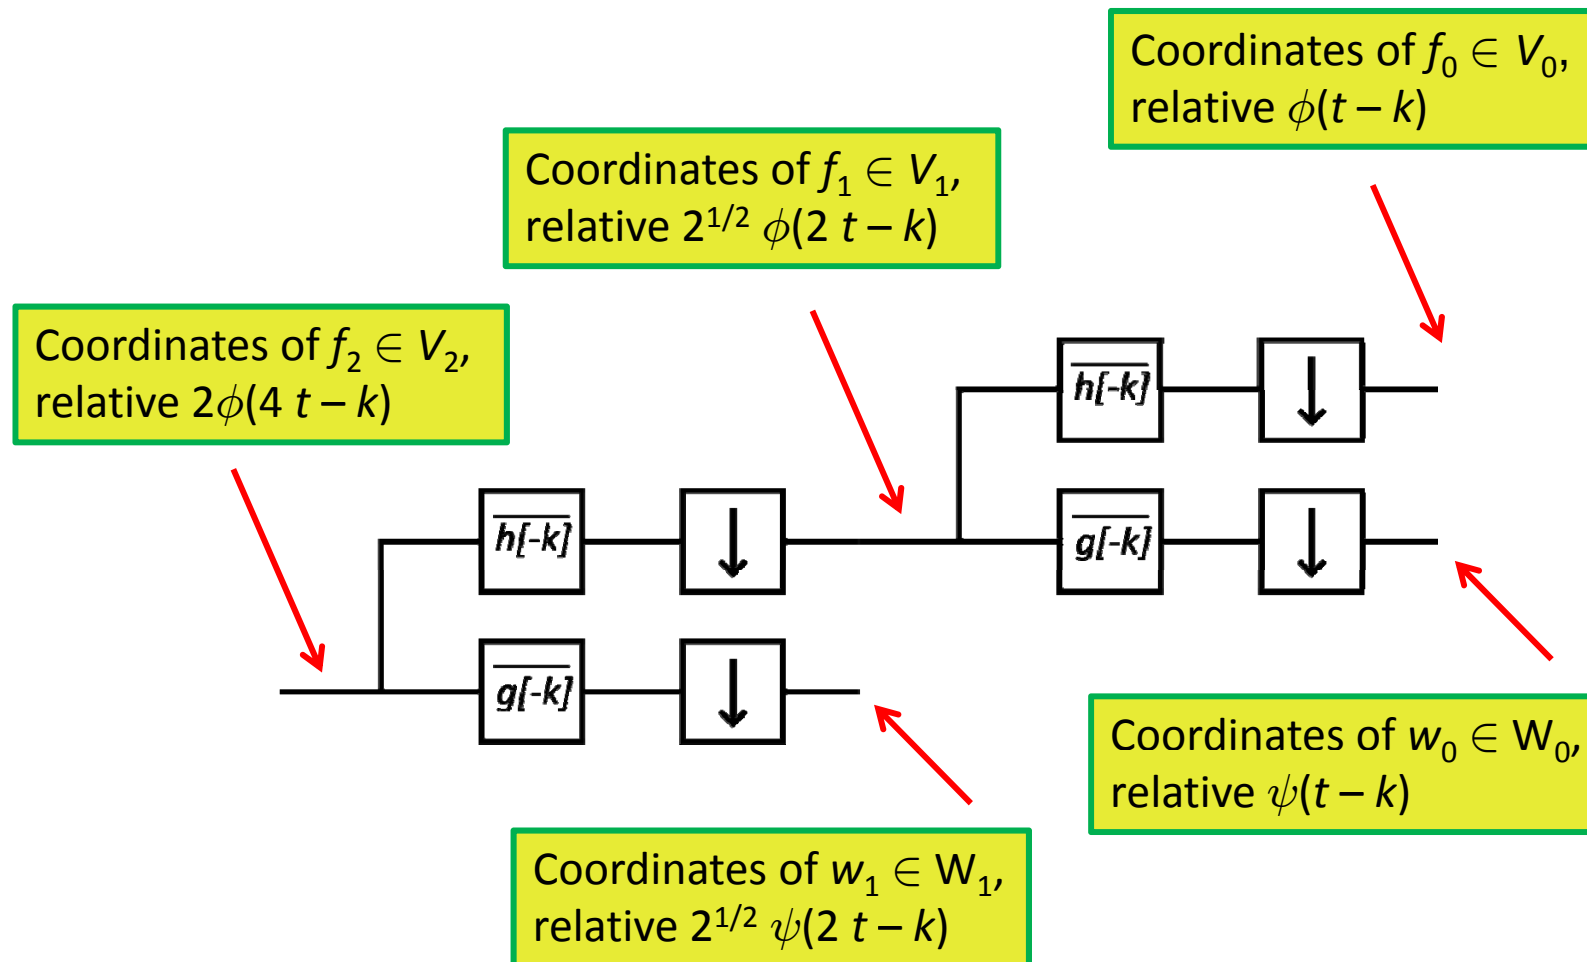 Coordinates of f₀ ∈ V₀,
relative ϕ(t – k)
Coordinates of f₁ ∈ V₁,
relative 2^{1/2} ϕ(2 t – k)
Coordinates of f₂ ∈ V₂,
relative 2ϕ(4 t – k)
h[-k]
↓
h[-k]
↓
g[-k]
↓
g[-k]
↓
Coordinates of w₀ ∈ W₀,
relative ψ(t – k)
Coordinates of w₁ ∈ W₁,
relative 2^{1/2} ψ(2 t – k)